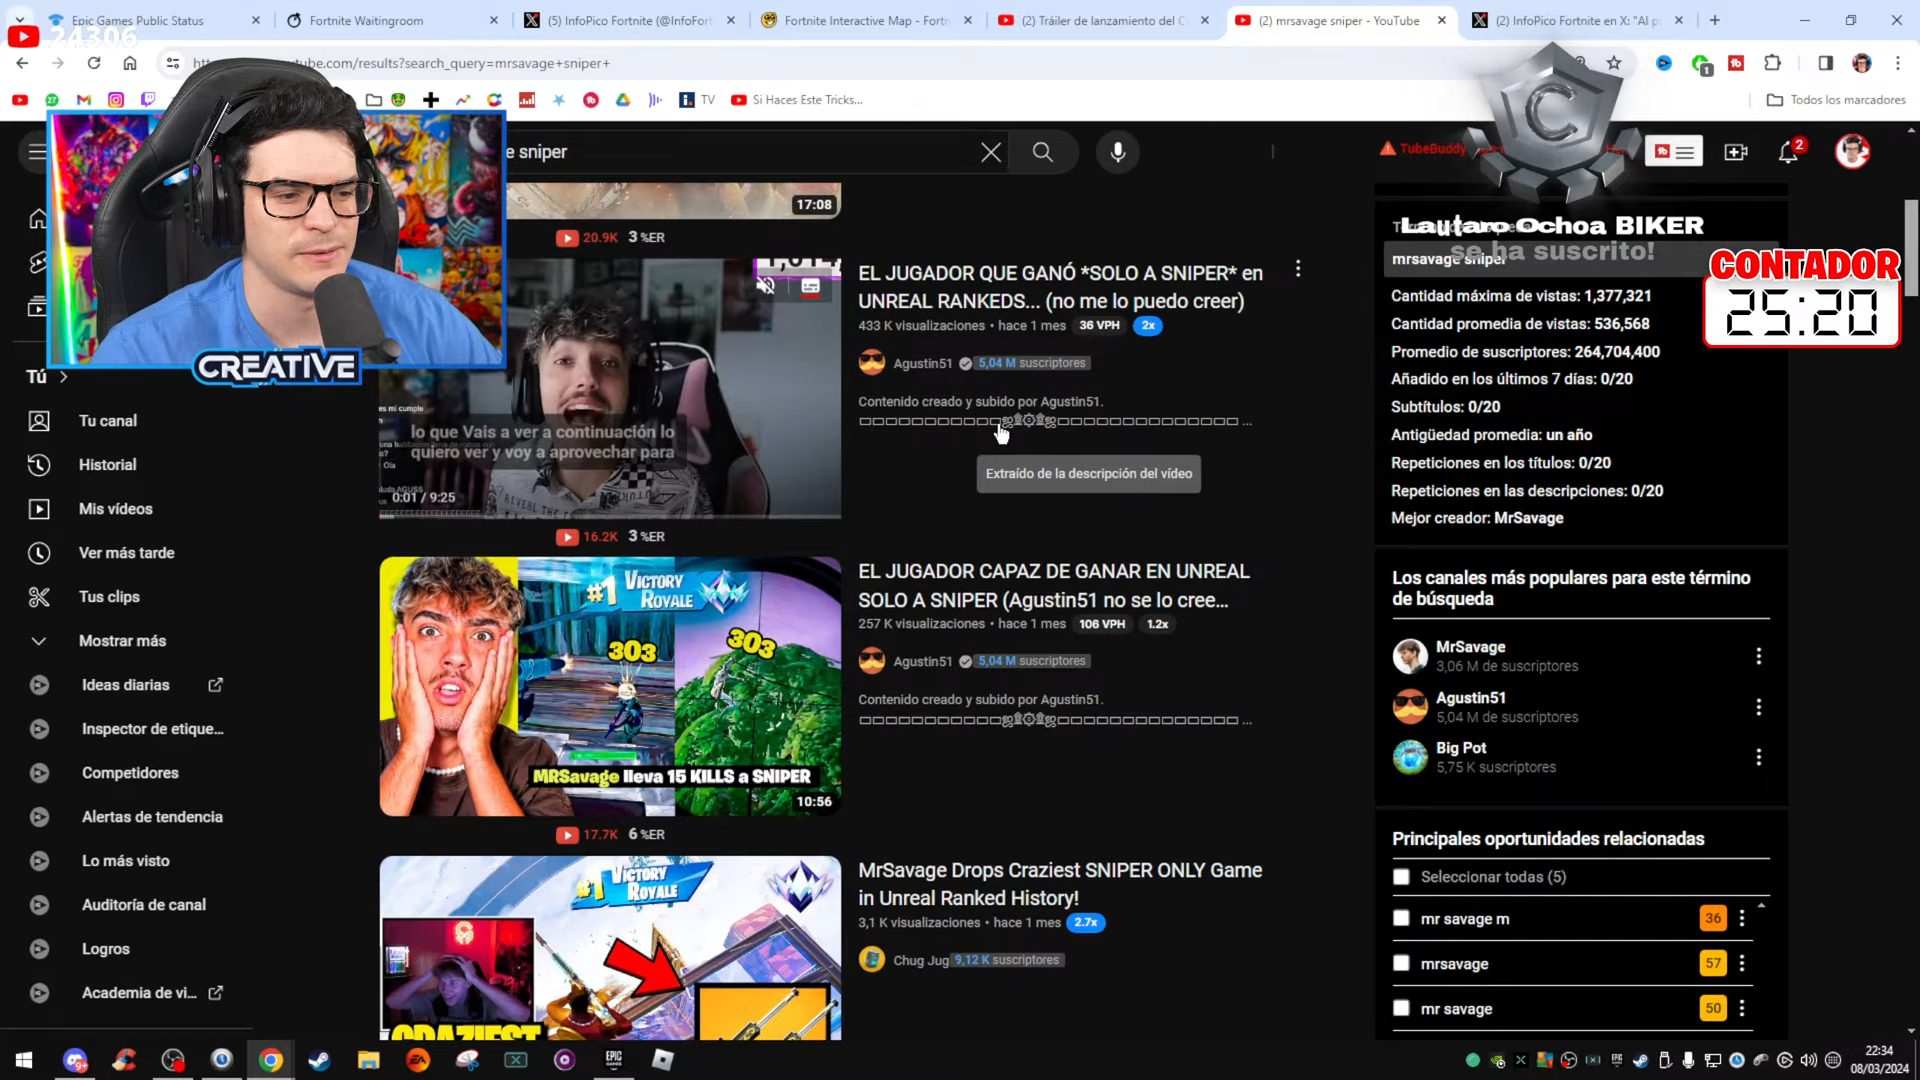 Epic Games Public Status
Fortnite Waitingroom
(5) InfoPico Fortnite (@InfoFort
Fortnite Interactive Map - Fortn
(2) Tráiler de lanzamiento del C
(2) mrsavage sniper - YouTube
(2) InfoPico Fortnite en X: "Al p
24306
ube.com/results?search_query=mrsavage+sniper+
TV
Si Haces Este Tricks...
Todos los marcadores
e sniper
TubeBuddy
2
Lautaro Ochoa BIKER
se ha suscrito!
CONTADOR
25:20
CREATIVE
Tú
Tu canal
Historial
Mis vídeos
Ver más tarde
Tus clips
Mostrar más
Ideas diarias
Inspector de etique...
Competidores
Alertas de tendencia
Lo más visto
Auditoría de canal
Logros
Academia de vi...
17:08
20.9K 3 %ER
EL JUGADOR QUE GANÓ *SOLO A SNIPER* en
UNREAL RANKEDS... (no me lo puedo creer)
433 K visualizaciones • hace 1 mes 36 VPH 2x
Agustin51 5,04 M suscriptores
Contenido creado y subido por Agustin51.
Extraído de la descripción del vídeo
lo que Vais a ver a continuación lo
quiero ver y voy a aprovechar para
0:01 / 9:25
16.2K 3 %ER
EL JUGADOR CAPAZ DE GANAR EN UNREAL
SOLO A SNIPER (Agustin51 no se lo cree...
257 K visualizaciones • hace 1 mes 106 VPH 1.2x
Agustin51 5,04 M suscriptores
Contenido creado y subido por Agustin51.
#1 VICTORY
ROYALE
303
303
MRSavage lleva 15 KILLS a SNIPER
10:56
17.7K 6 %ER
MrSavage Drops Craziest SNIPER ONLY Game
in Unreal Ranked History!
3,1 K visualizaciones • hace 1 mes 2.7x
Chug Jug 9,12 K suscriptores
#1 VICTORY
ROYALE
CRAZIEST
mrsavage sniper
Cantidad máxima de vistas: 1,377,321
Cantidad promedia de vistas: 536,568
Promedio de suscriptores: 264,704,400
Añadido en los últimos 7 días: 0/20
Subtítulos: 0/20
Antigüedad promedia: un año
Repeticiones en los títulos: 0/20
Repeticiones en las descripciones: 0/20
Mejor creador: MrSavage
Los canales más populares para este término
de búsqueda
MrSavage
3,06 M de suscriptores
Agustin51
5,04 M de suscriptores
Big Pot
5,75 K suscriptores
Principales oportunidades relacionadas
Seleccionar todas (5)
mr savage m 36
mrsavage 57
mr savage 50
22:34
08/03/2024